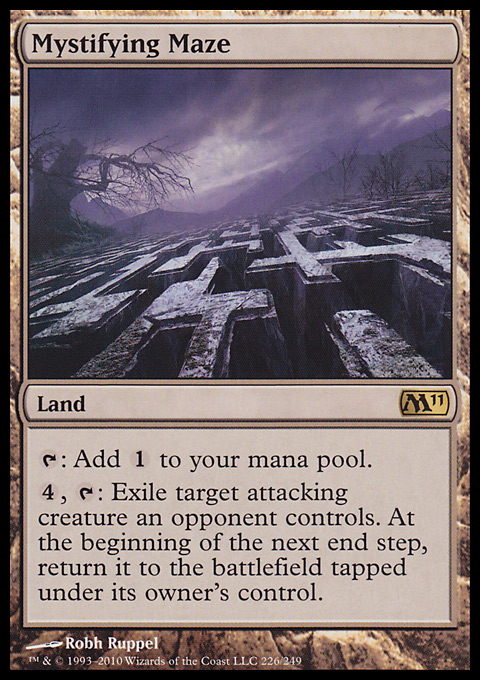 Mystifying Maze
Land
M11
: Add 1 to your mana pool.
4, : Exile target attacking
creature an opponent controls. At
the beginning of the next end step,
return it to the battlefield tapped
under its owner's control.
Robh Ruppel
™ & © 1993–2010 Wizards of the Coast LLC 226/249